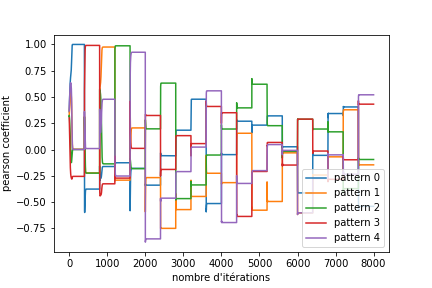 1.00
0.75
0.50
0.25
0.00
−0.25
−0.50
−0.75
pearson coefficient
0 1000 2000 3000 4000 5000 6000 7000 8000
nombre d'itérations
pattern 0
pattern 1
pattern 2
pattern 3
pattern 4